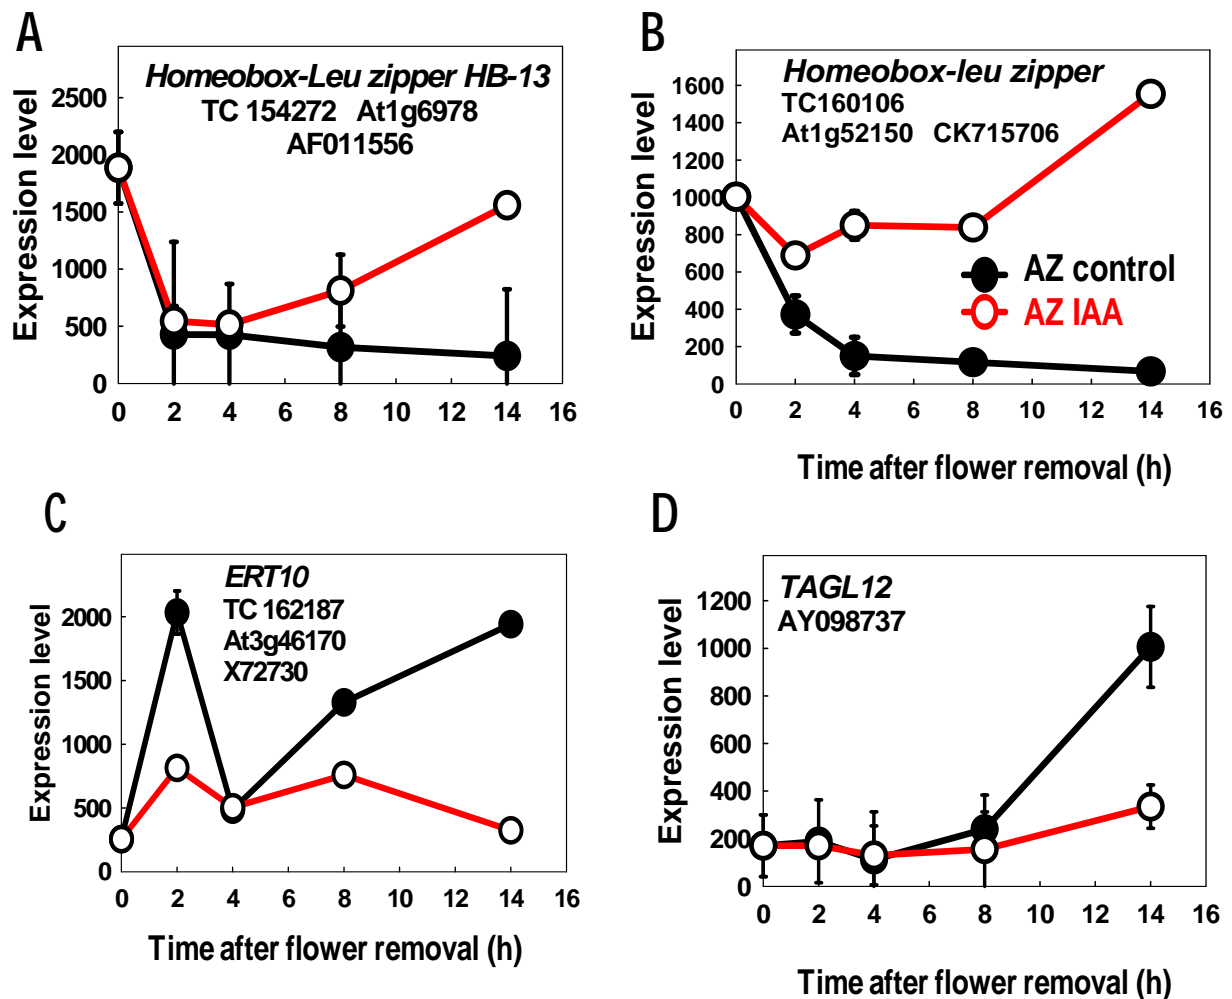 A
Homeobox-Leu zipper HB-13
TC 154272 At1g6978
AF011556
Expression level
2500
2000
1500
1000
500
0
0 2 4 6 8 10 12 14 16
B
Homeobox-leu zipper
TC160106
At1g52150 CK715706
Expression level
1600
1400
1200
1000
800
600
400
200
0
AZ control
AZ IAA
0 2 4 6 8 10 12 14 16
Time after flower removal (h)
C
ERT10
TC 162187
At3g46170
X72730
Expression level
2000
1500
1000
500
0
0 2 4 6 8 10 12 14 16
Time after flower removal (h)
D
TAGL12
AY098737
Expression level
1200
1000
800
600
400
200
0
0 2 4 6 8 10 12 14 16
Time after flower removal (h)